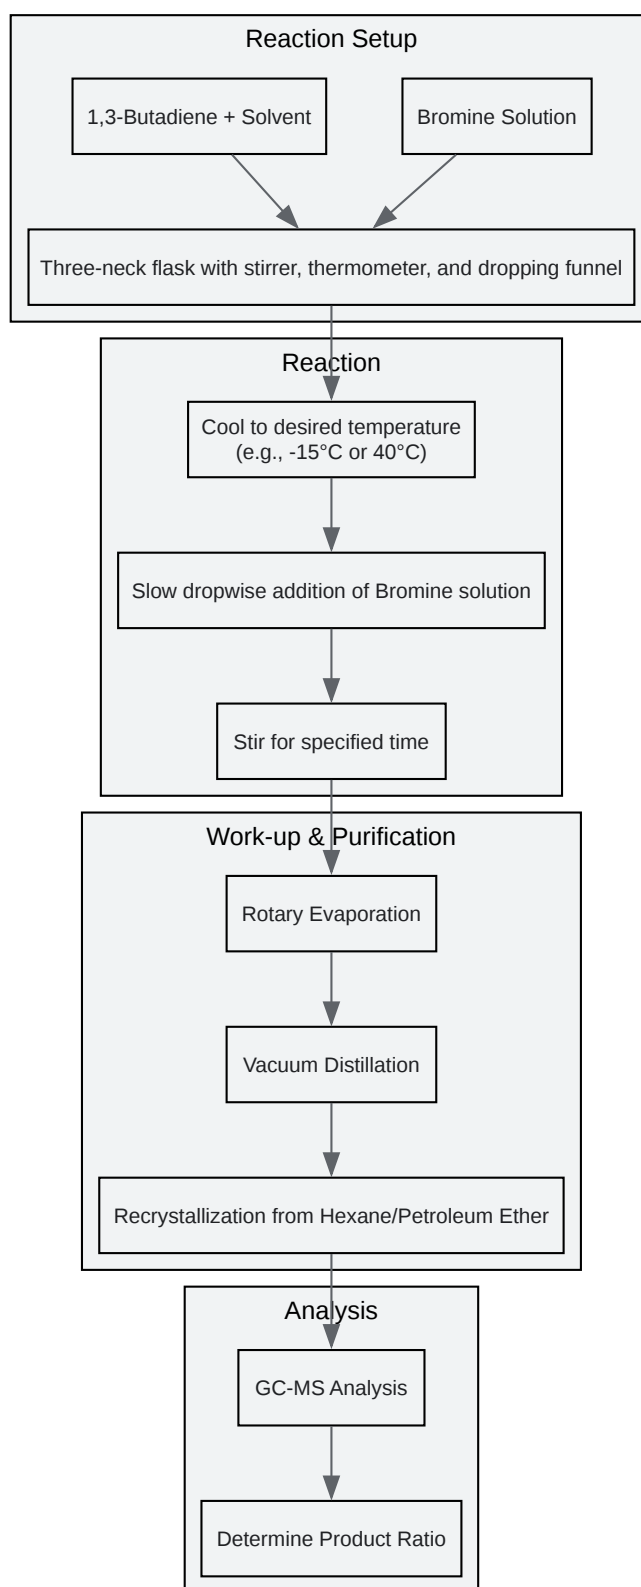 Reaction Setup
1,3-Butadiene + Solvent
Bromine Solution
Three-neck flask with stirrer, thermometer, and dropping funnel
Reaction
Cool to desired temperature
(e.g., -15°C or 40°C)
Slow dropwise addition of Bromine solution
Stir for specified time
Work-up & Purification
Rotary Evaporation
Vacuum Distillation
Recrystallization from Hexane/Petroleum Ether
Analysis
GC-MS Analysis
Determine Product Ratio